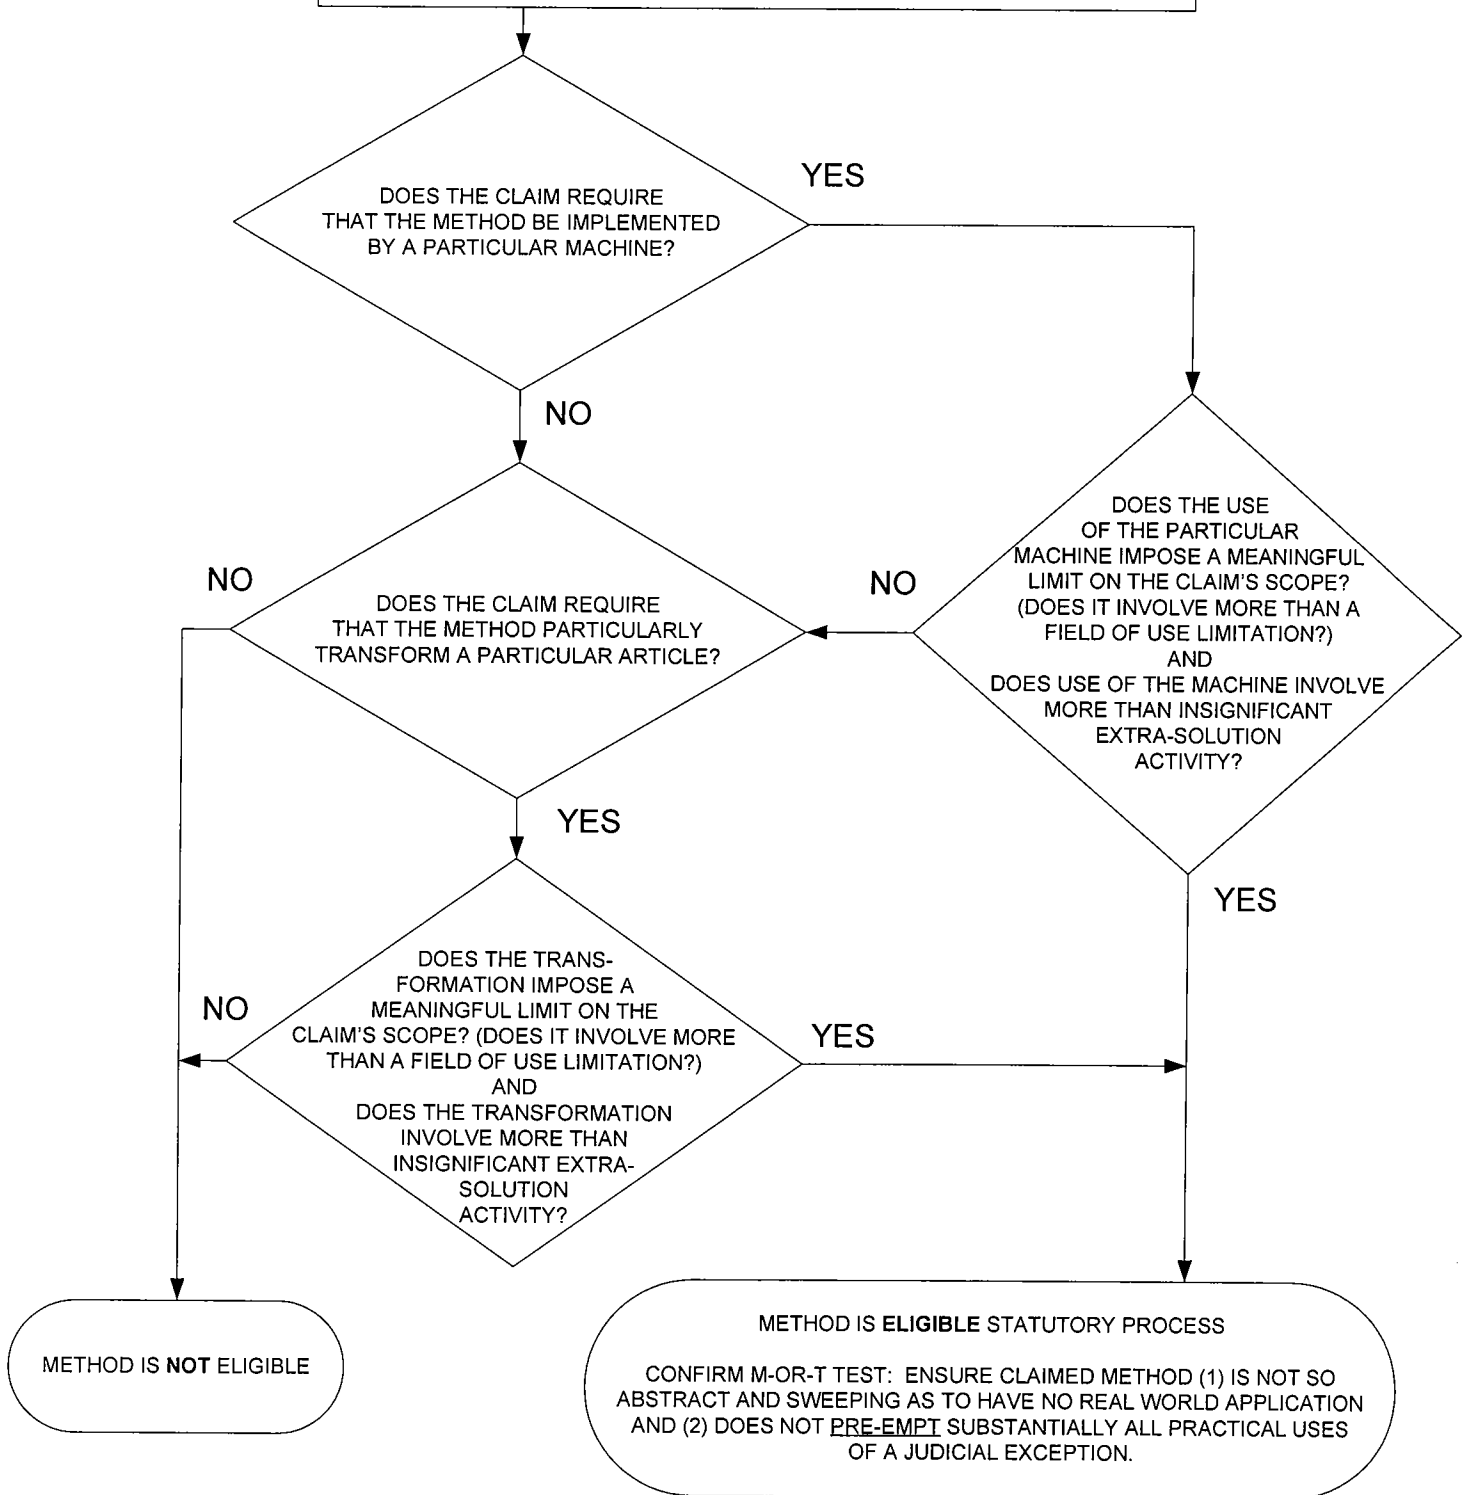 YES
DOES THE CLAIM REQUIRE
THAT THE METHOD BE IMPLEMENTED
BY A PARTICULAR MACHINE?
NO
DOES THE USE
OF THE PARTICULAR
MACHINE IMPOSE A MEANINGFUL
LIMIT ON THE CLAIM'S SCOPE?
(DOES IT INVOLVE MORE THAN A
FIELD OF USE LIMITATION?)
AND
DOES USE OF THE MACHINE INVOLVE
MORE THAN INSIGNIFICANT
EXTRA-SOLUTION
ACTIVITY?
NO
NO
DOES THE CLAIM REQUIRE
THAT THE METHOD PARTICULARLY
TRANSFORM A PARTICULAR ARTICLE?
YES
YES
DOES THE TRANS-
FORMATION IMPOSE A
MEANINGFUL LIMIT ON THE
CLAIM'S SCOPE? (DOES IT INVOLVE MORE
THAN A FIELD OF USE LIMITATION?)
AND
DOES THE TRANSFORMATION
INVOLVE MORE THAN
INSIGNIFICANT EXTRA-
SOLUTION
ACTIVITY?
NO
YES
METHOD IS NOT ELIGIBLE
METHOD IS ELIGIBLE STATUTORY PROCESS
CONFIRM M-OR-T TEST: ENSURE CLAIMED METHOD (1) IS NOT SO
ABSTRACT AND SWEEPING AS TO HAVE NO REAL WORLD APPLICATION
AND (2) DOES NOT PRE-EMPT SUBSTANTIALLY ALL PRACTICAL USES
OF A JUDICIAL EXCEPTION.